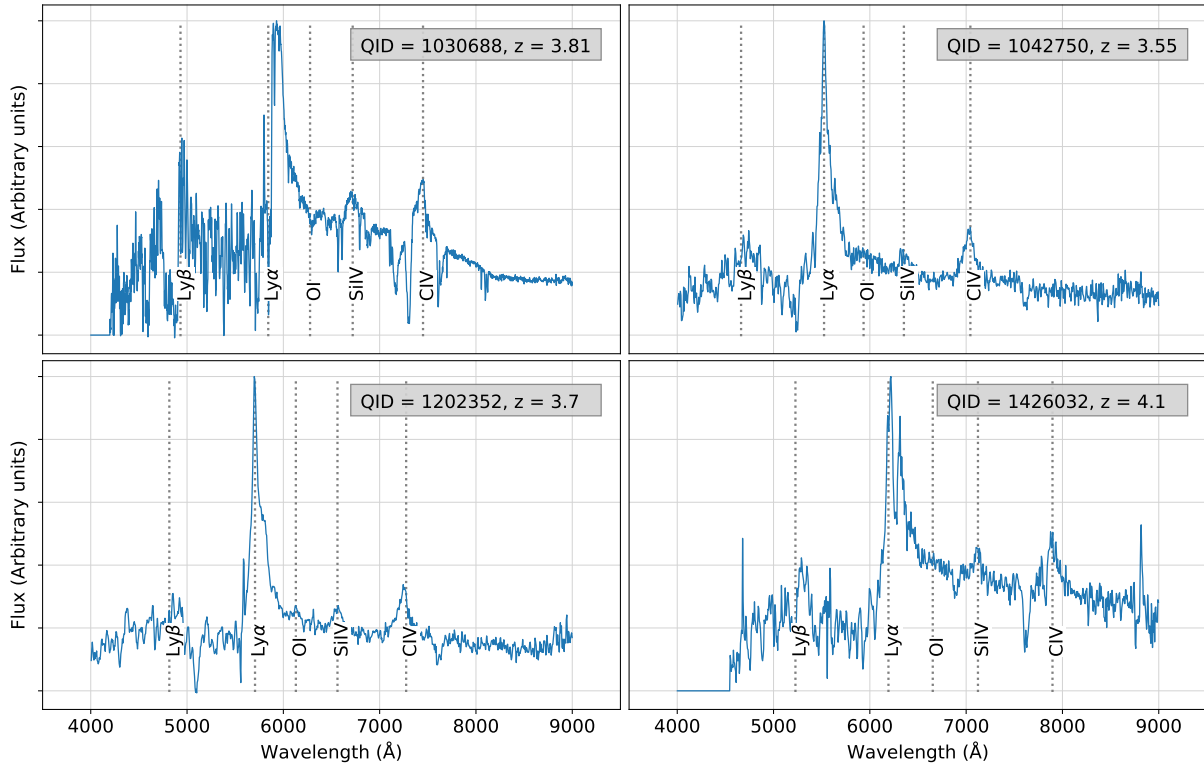 QID = 1030688, z = 3.81
Flux (Arbitrary units)
Lyβ
Lyα
OI
SiIV
CIV
QID = 1042750, z = 3.55
Lyβ
Lyα
OI
SiIV
CIV
QID = 1202352, z = 3.7
Flux (Arbitrary units)
Lyβ
Lyα
OI
SiIV
CIV
4000 5000 6000 7000 8000 9000
Wavelength (Å)
QID = 1426032, z = 4.1
Lyβ
Lyα
OI
SiIV
CIV
4000 5000 6000 7000 8000 9000
Wavelength (Å)